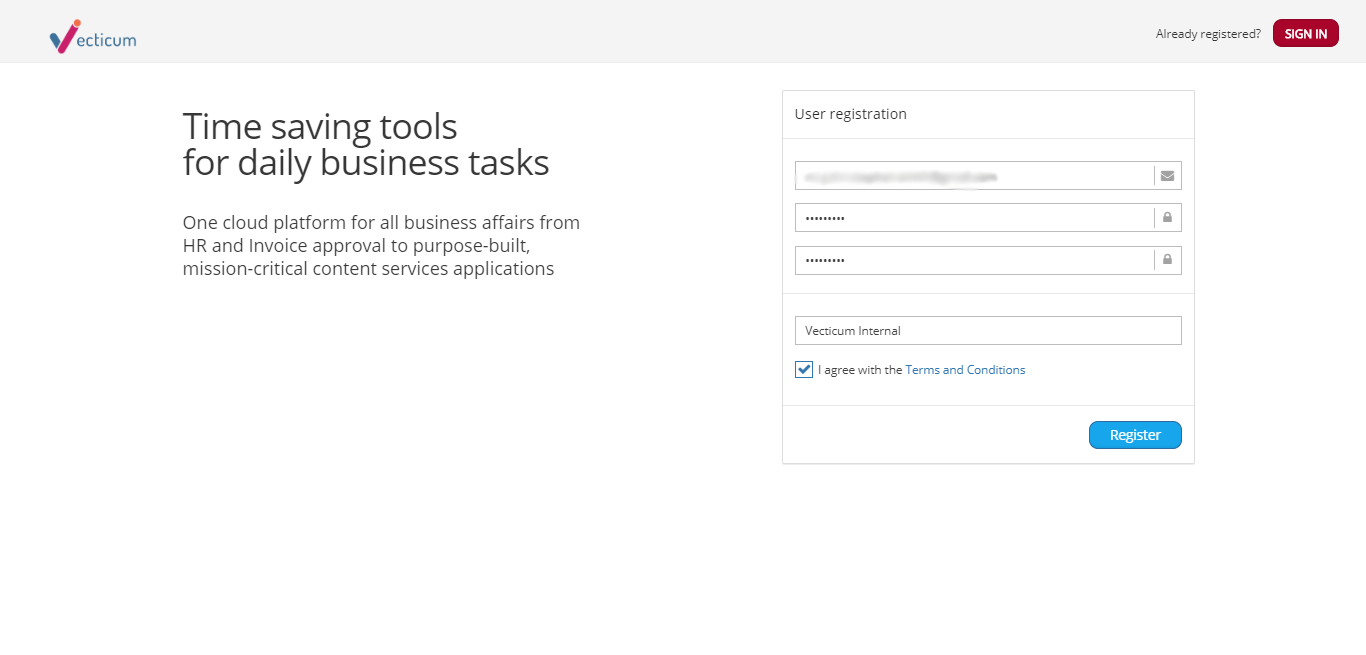 Vecticum
Already registered?
SIGN IN
Time saving tools
for daily business tasks
One cloud platform for all business affairs from
HR and Invoice approval to purpose-built,
mission-critical content services applications
User registration
•••••••••
•••••••••
Vecticum Internal
I agree with the Terms and Conditions
Register